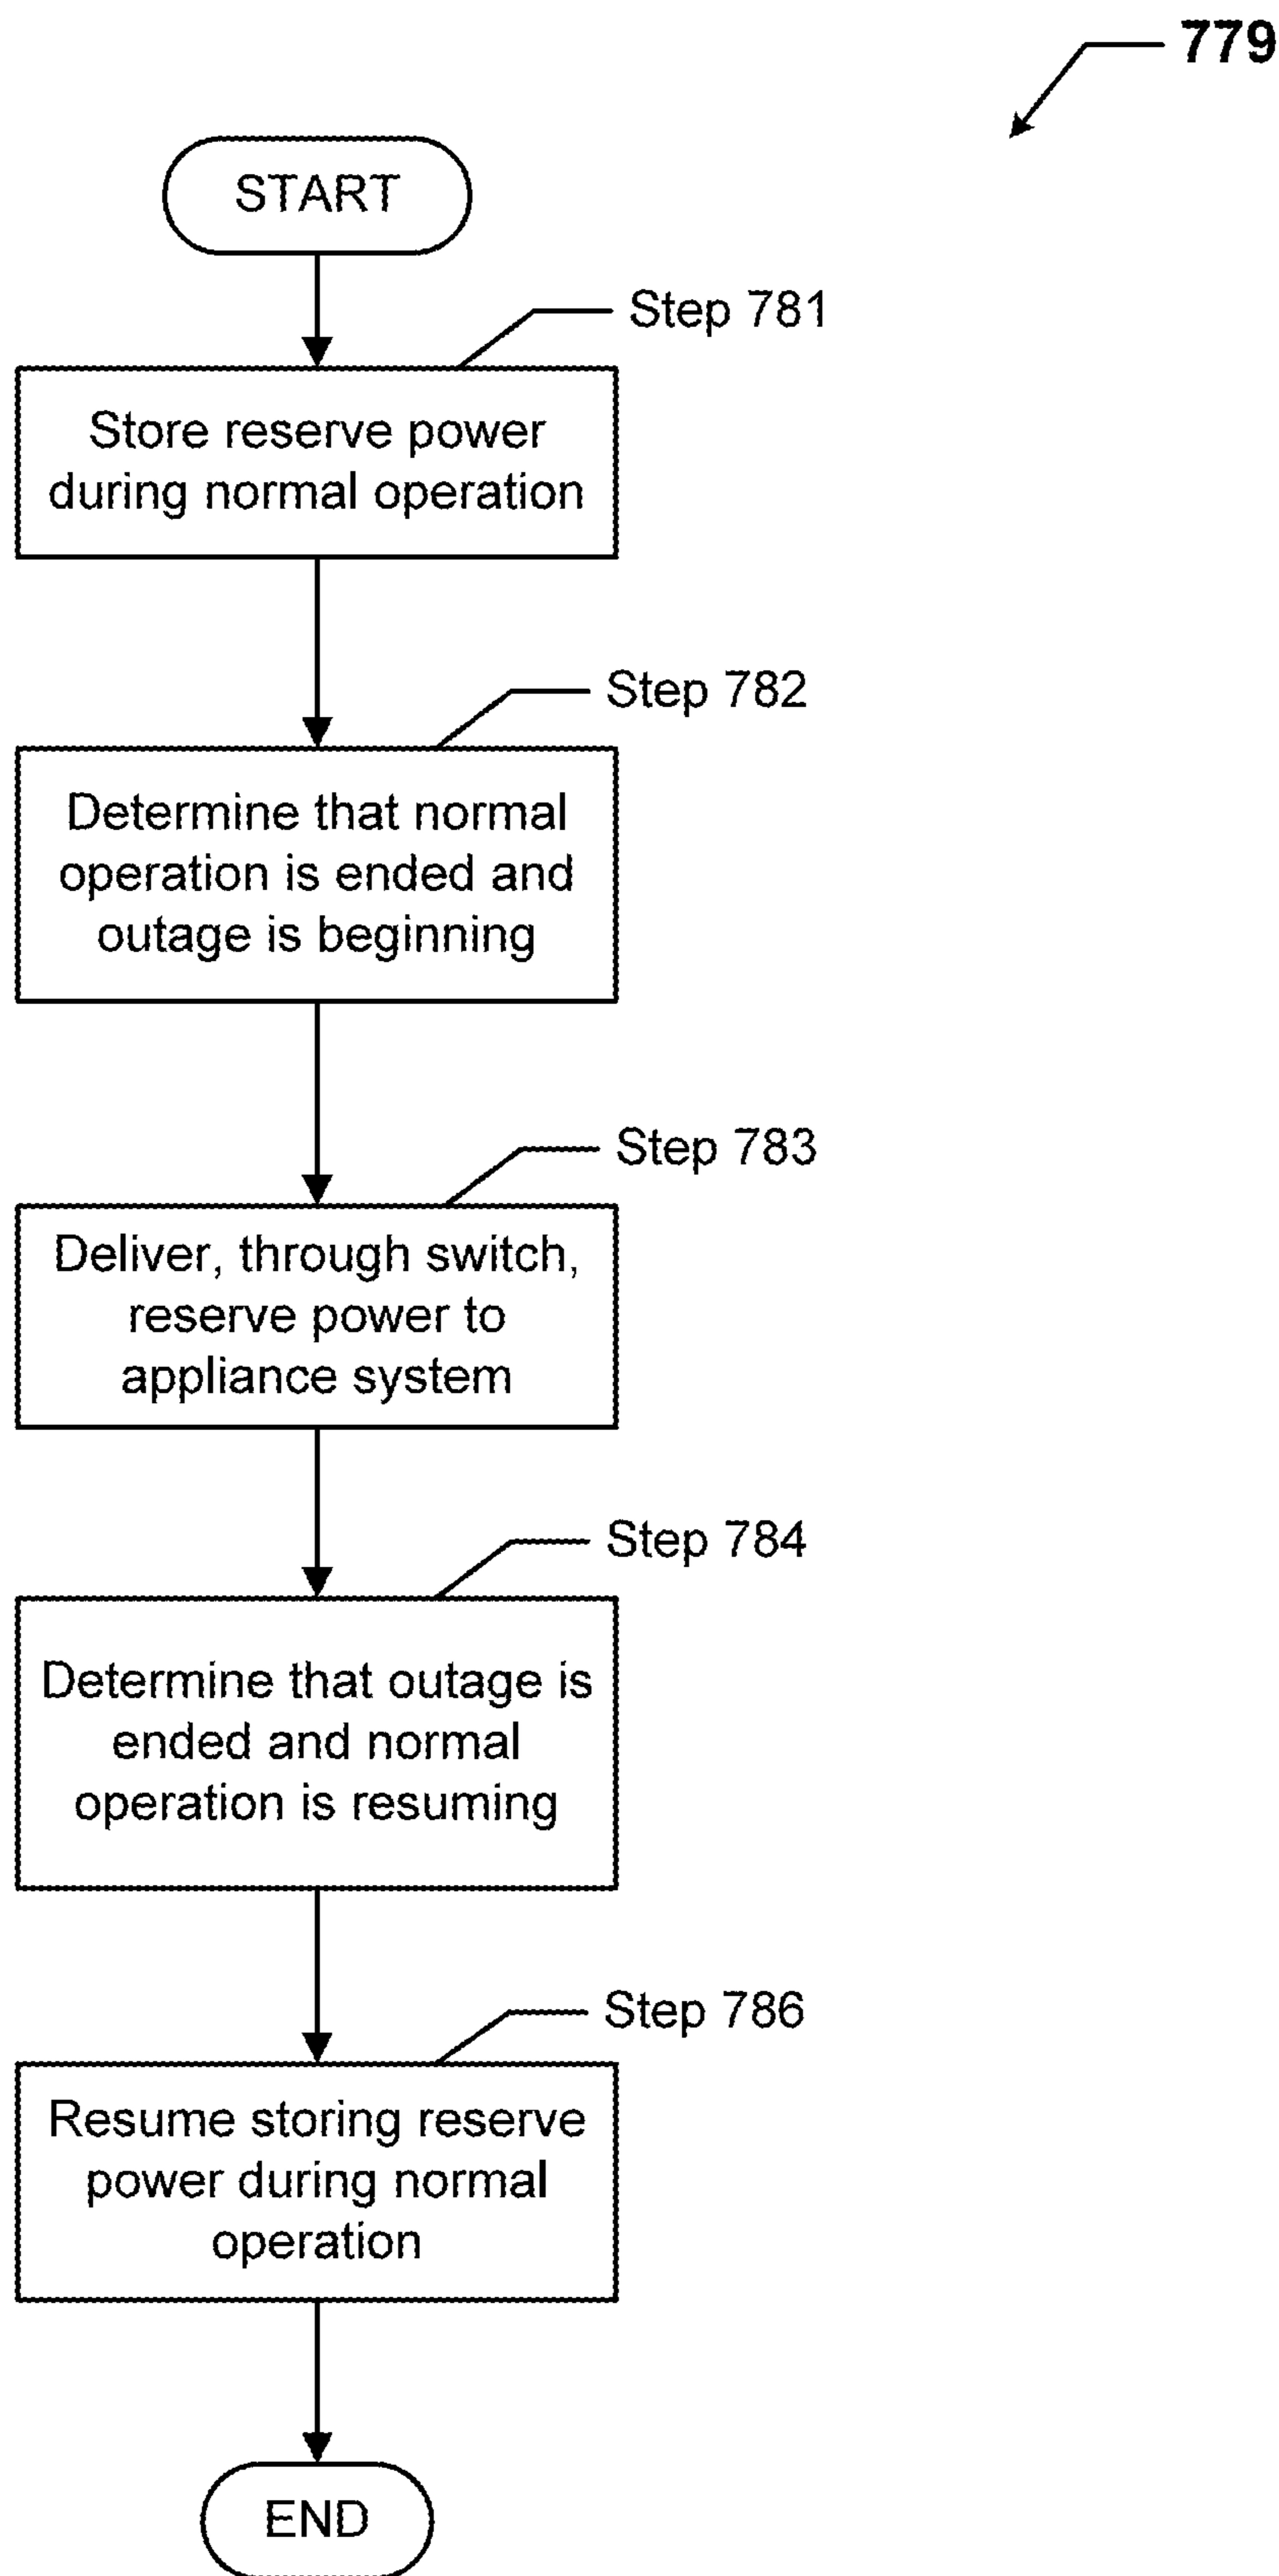 779
START
Step 781
Store reserve power
during normal operation
Step 782
Determine that normal
operation is ended and
outage is beginning
Step 783
Deliver, through switch,
reserve power to
appliance system
Step 784
Determine that outage is
ended and normal
operation is resuming
Step 786
Resume storing reserve
power during normal
operation
END